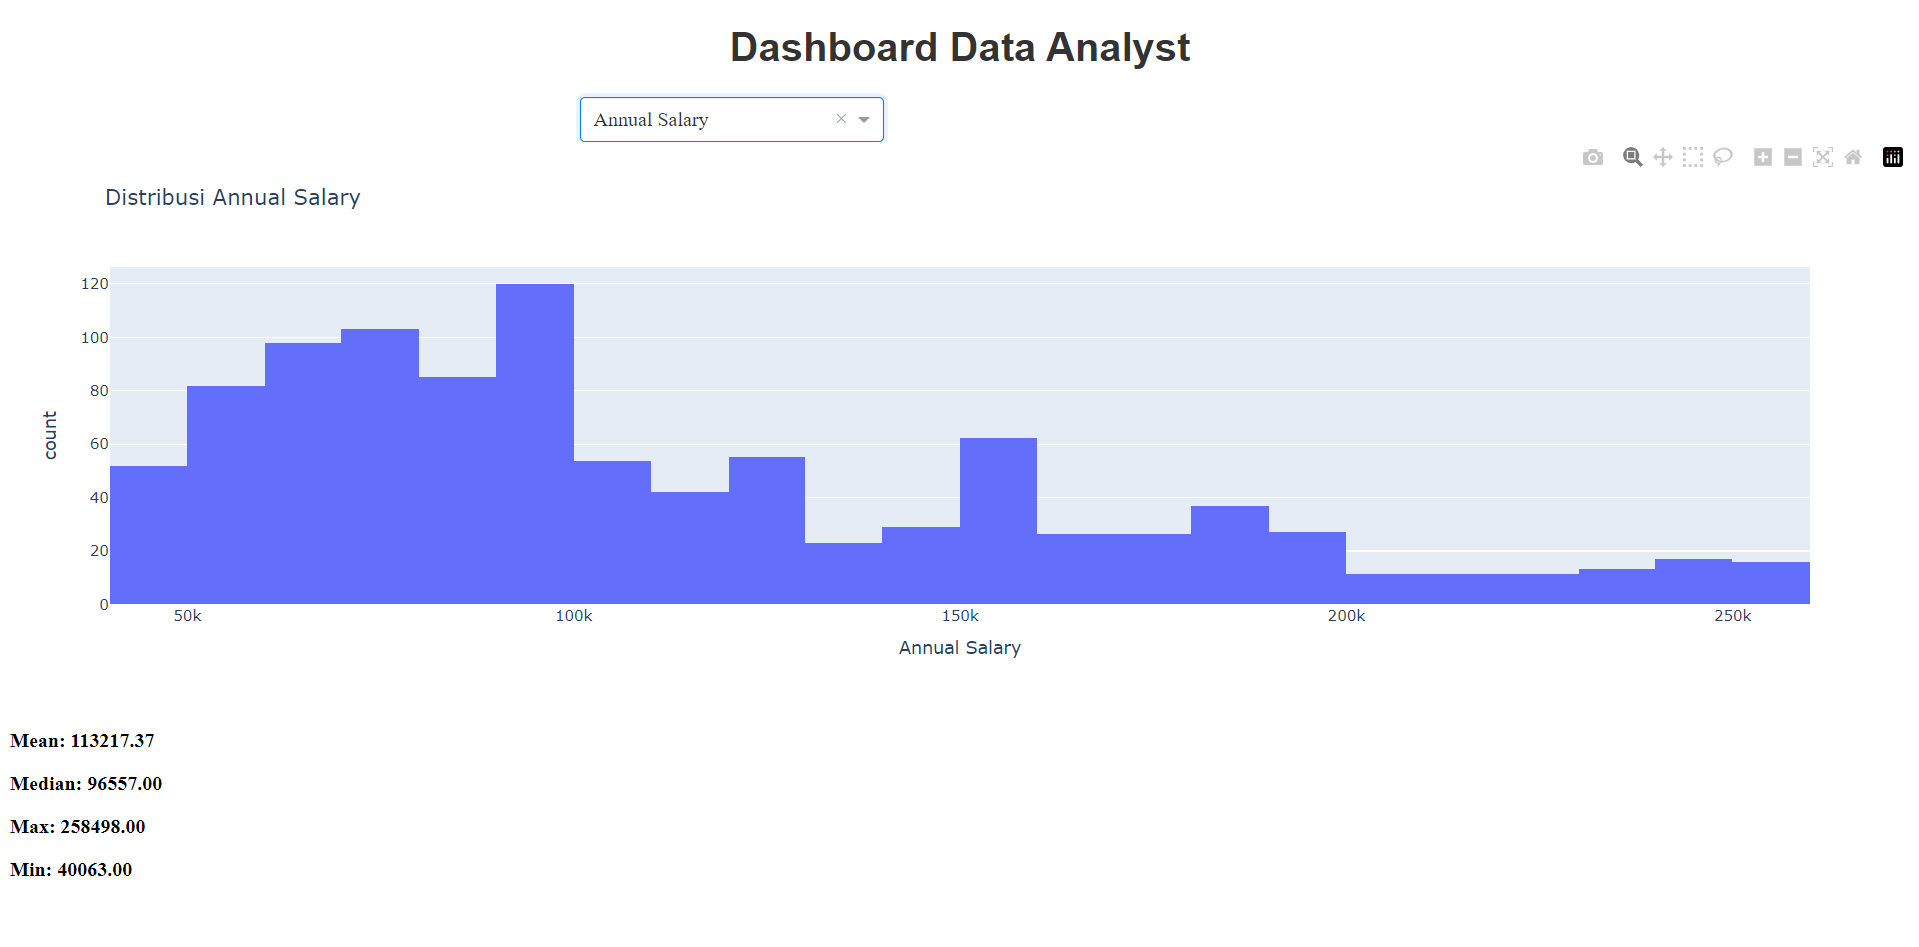 Dashboard Data Analyst
Annual Salary
Distribusi Annual Salary
120
100
80
60
40
20
0
count
50k
100k
150k
200k
250k
Annual Salary
Mean: 113217.37
Median: 96557.00
Max: 258498.00
Min: 40063.00